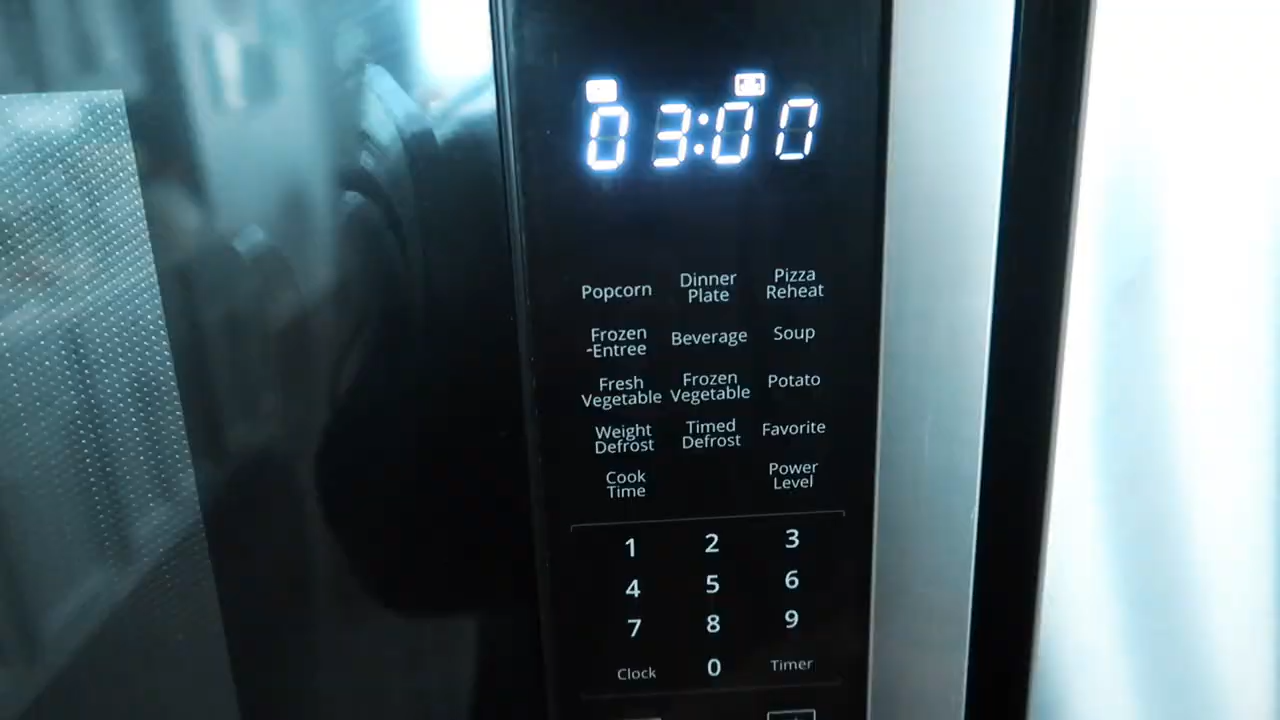 03:00
Popcorn Dinner Plate Pizza Reheat
Frozen Entree Beverage Soup
Fresh Vegetable Frozen Vegetable Potato
Weight Defrost Timed Defrost Favorite
Cook Time Power Level
1 2 3
4 5 6
7 8 9
Clock 0 Timer